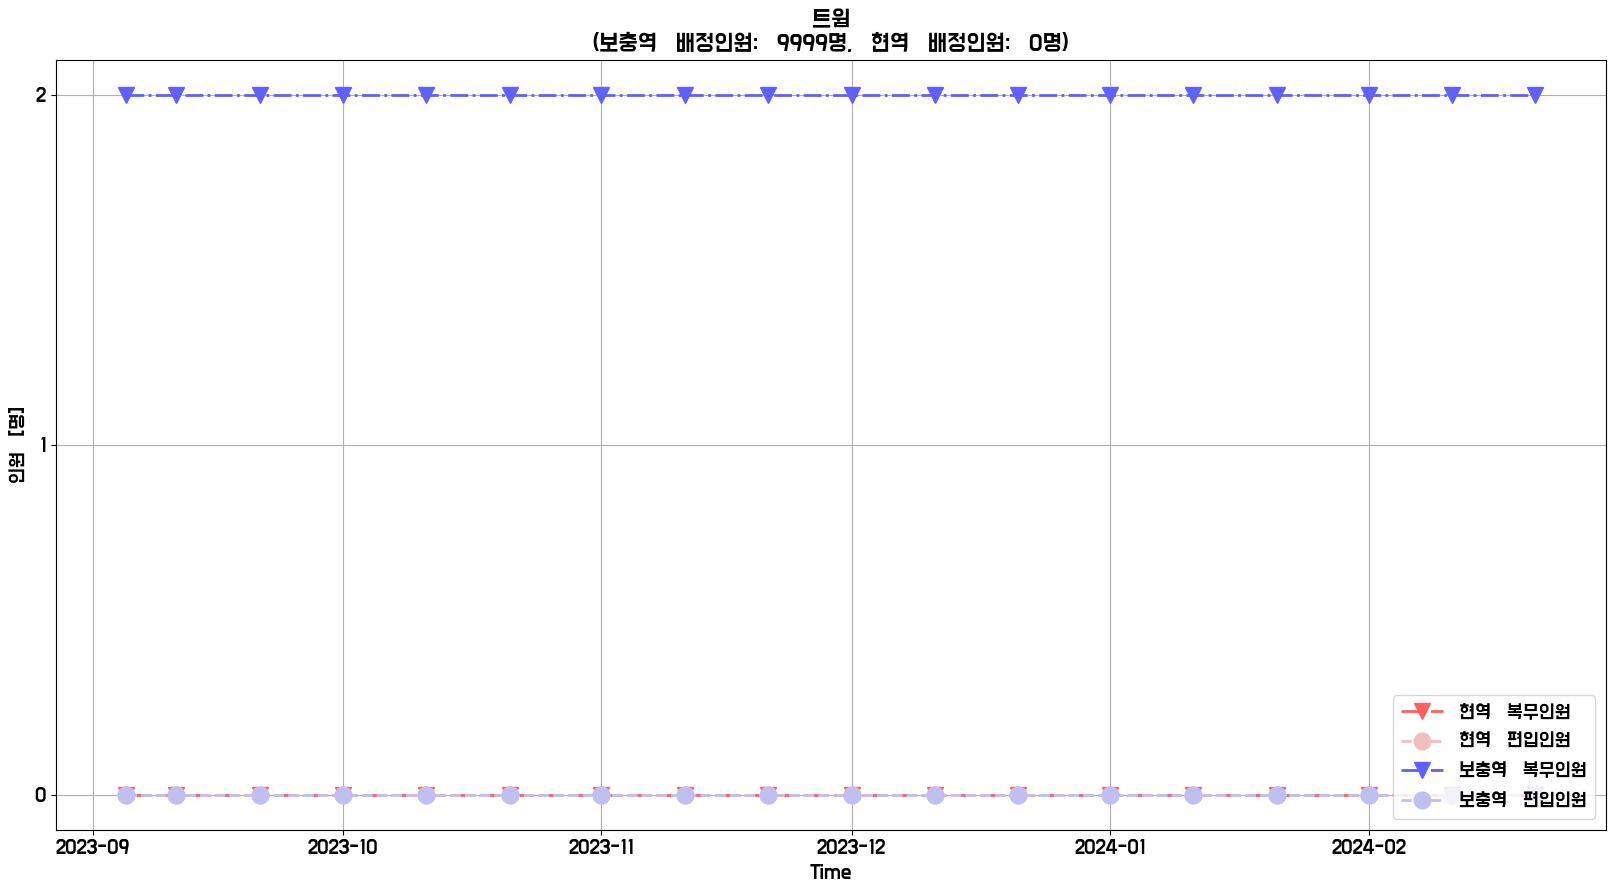 트윔
(보충역 배정인원: 9999명, 현역 배정인원: 0명)
인원 [명]
2
1
0
2023-09
2023-10
2023-11
2023-12
2024-01
2024-02
Time
현역 복무인원
현역 편입인원
보충역 복무인원
보충역 편입인원